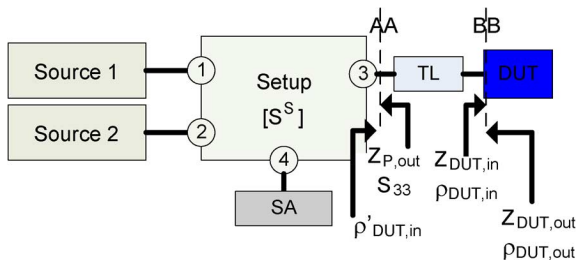 AA
BB
Source 1
1
Setup
[S^S]
3
TL
DUT
Source 2
2
4
SA
Z_P,out
S_33
Z_DUT,in
ρ_DUT,in
ρ'_DUT,in
Z_DUT,out
ρ_DUT,out